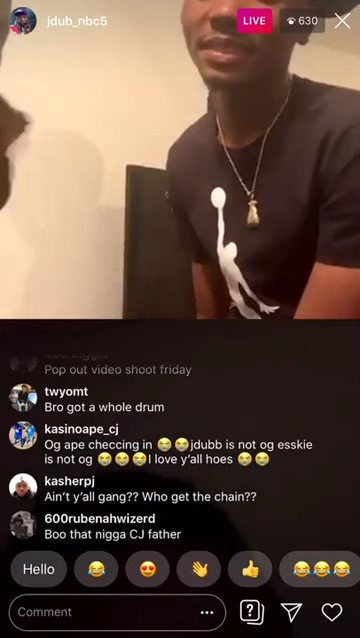 jdub_nbc5
LIVE
630
Pop out video shoot friday
twyomt
Bro got a whole drum
kasinoape_cj
Og ape checcing in 😭😭jdubb is not og esskie
is not og 😭😭😭I love y'all hoes 😭😭
kasherpj
Ain't y'all gang?? Who get the chain??
600rubenahwizerd
Boo that nigga CJ father
Hello 😂 😍 👋 👍 😂😂😂
Comment